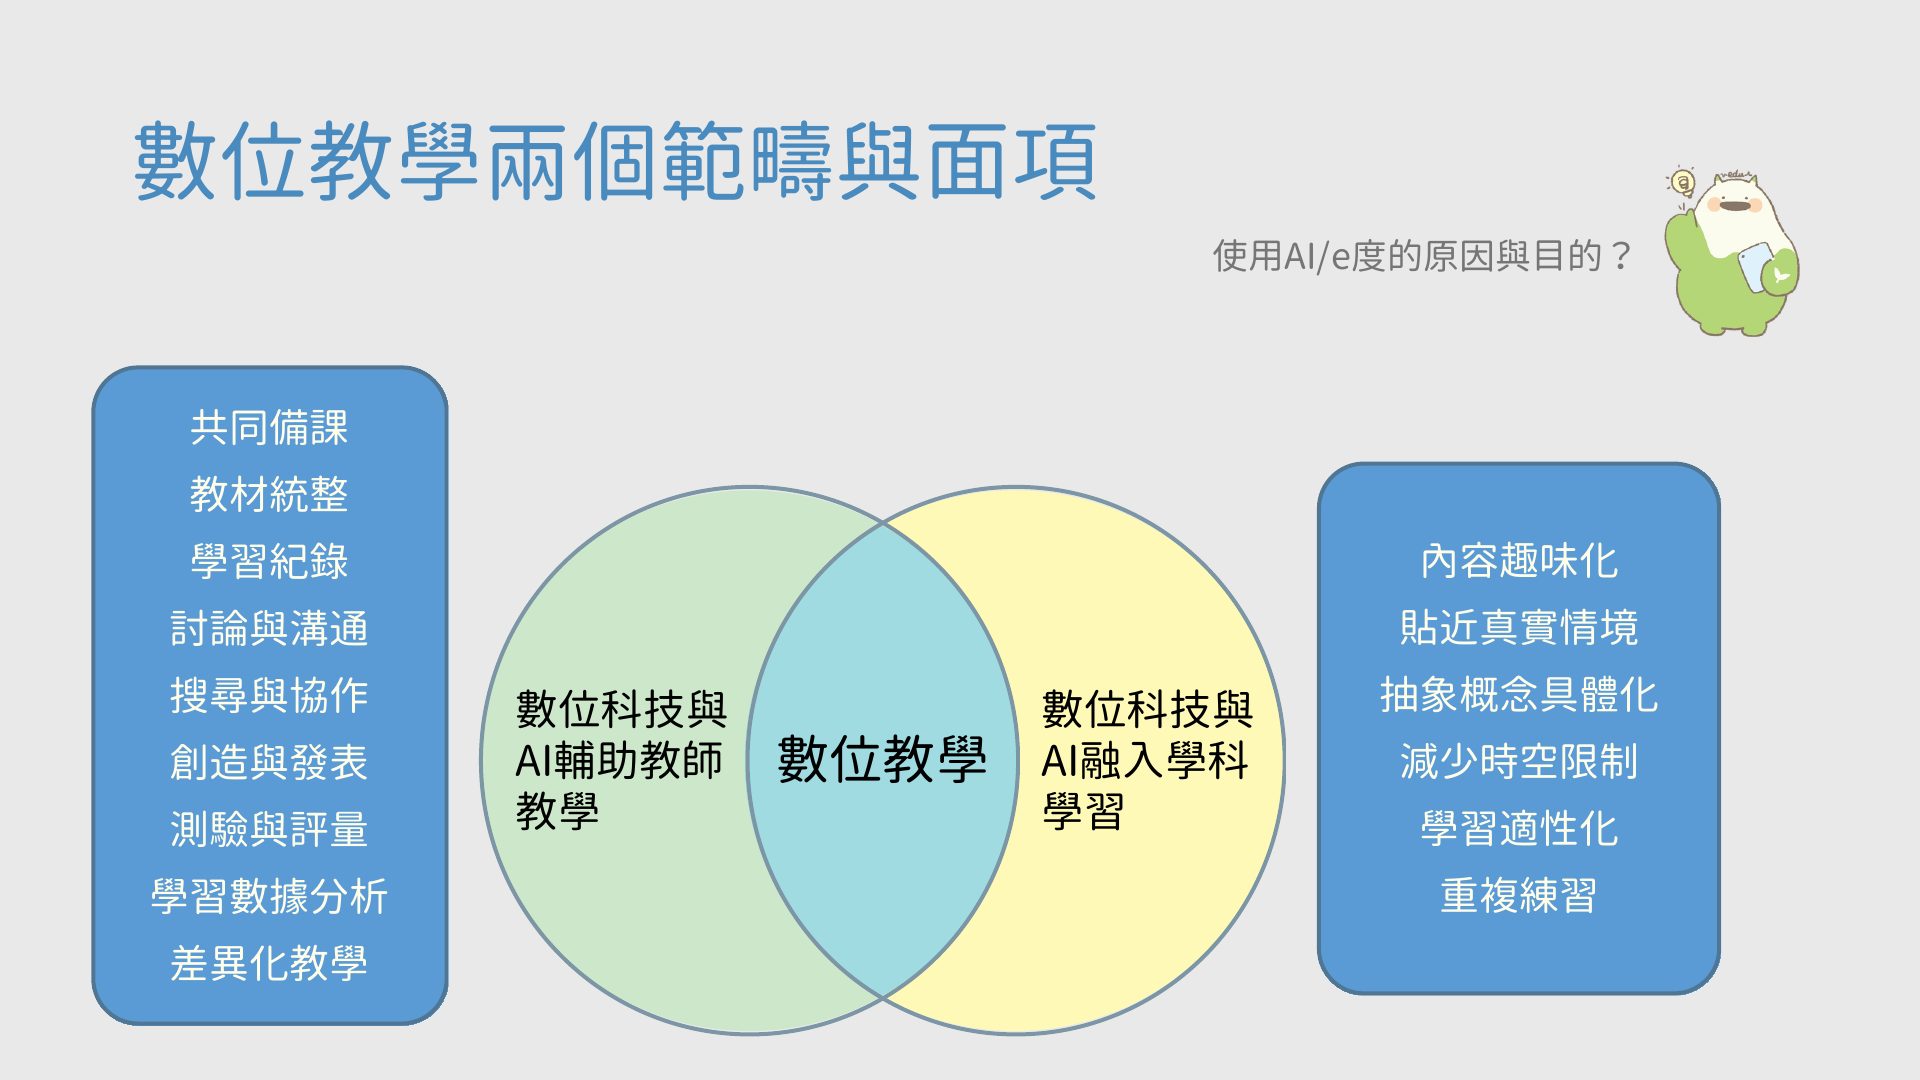 數位教學兩個範疇與面項
使用AI/e度的原因與目的？
共同備課
教材統整
學習紀錄
討論與溝通
搜尋與協作
創造與發表
測驗與評量
學習數據分析
差異化教學
數位科技與
AI輔助教師
教學
數位教學
數位科技與
AI融入學科
學習
內容趣味化
貼近真實情境
抽象概念具體化
減少時空限制
學習適性化
重複練習